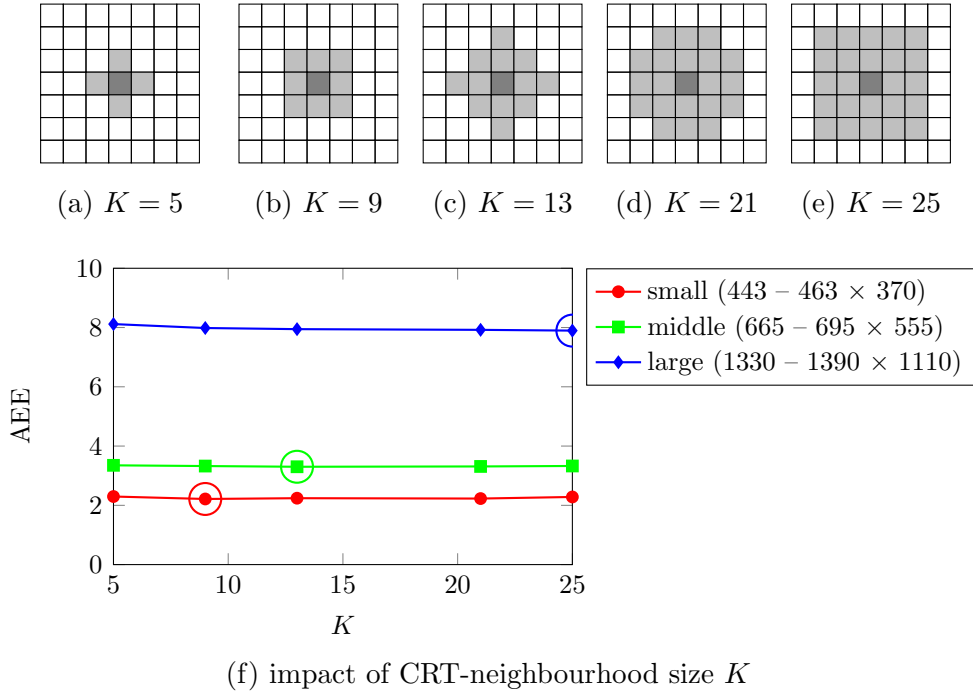 (a) K = 5
(b) K = 9
(c) K = 13
(d) K = 21
(e) K = 25
10
8
6
4
2
0
AEE
5
10
15
20
25
K
small (443 – 463 × 370)
middle (665 – 695 × 555)
large (1330 – 1390 × 1110)
(f) impact of CRT-neighbourhood size K